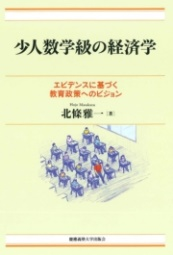 少人数学級の経済学
エビデンスに基づく
教育政策へのビジョン
北條雅一 [著]
慶應義塾大学出版会